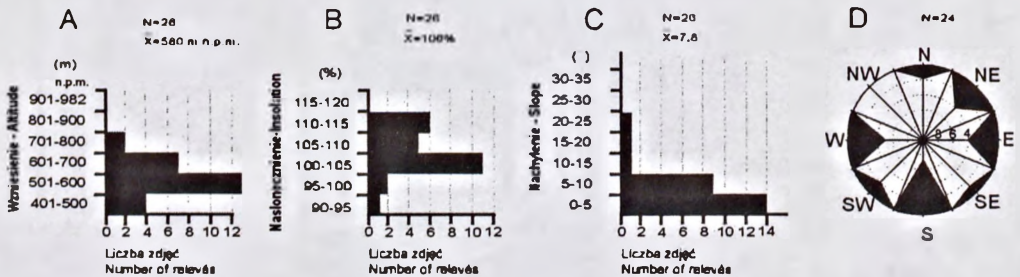 A
N=26
X̄=580 m n.p.m.
(m)
n.p.m.
901-982
801-900
701-800
601-700
501-600
401-500
Wzniesienie - Altitude
0 2 4 6 8 10 12
Liczba zdjęć
Number of relevés
B
N=26
X̄=106%
(%)
115-120
110-115
105-110
100-105
95-100
90-95
Nasłonecznienie-Insolation
0 2 4 6 8 10 12
Liczba zdjęć
Number of relevés
C
X̄=7,8
( )
30-35
25-30
20-25
15-20
10-15
5-10
0-5
Nachylenie - Slope
0 2 4 6 8 10 12 14
Liczba zdjęć
Number of relevés
D
N=24
N
NW NE
W 8 6 4 E
SW SE
S